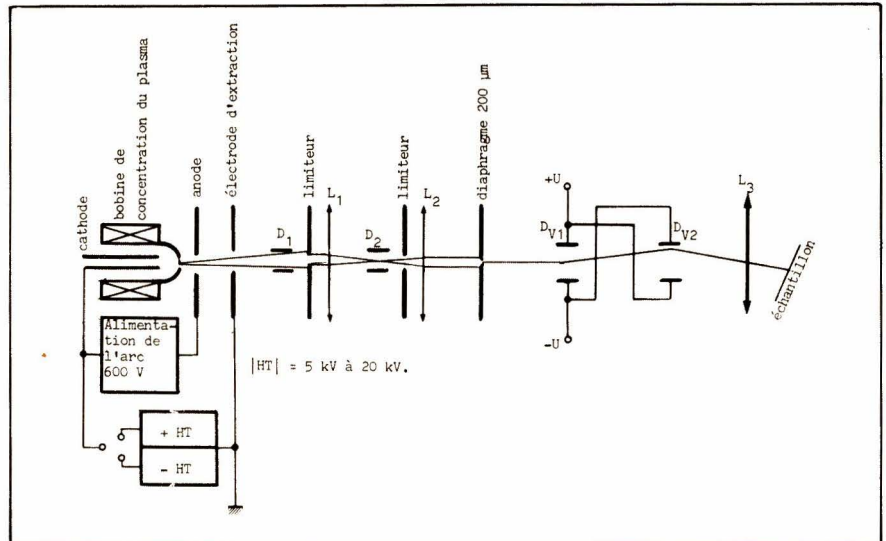 cathode
bobine de
concentration du plasma
anode
électrode d'extraction
D1
limiteur
L1
D2
limiteur
L2
diaphragme 200 µm
+U
DV1
-U
DV2
L3
échantillon
Alimenta-
tion de
l'arc
600 V
|HT| = 5 kV à 20 kV.
+ HT
- HT